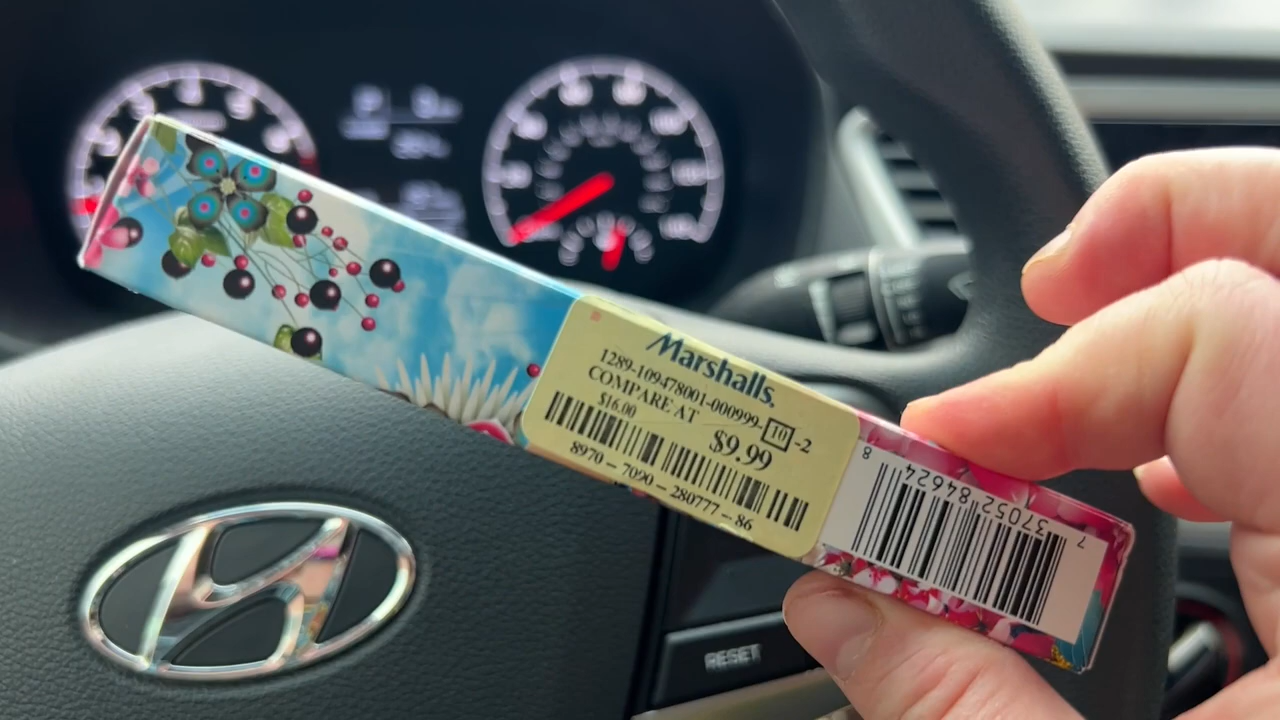 Marshalls.
1289-109478001-000999-10-2
COMPARE AT
$16.00
$9.99
8970 – 7090 – 280777 – 86
7 37052 84624 8
RESET